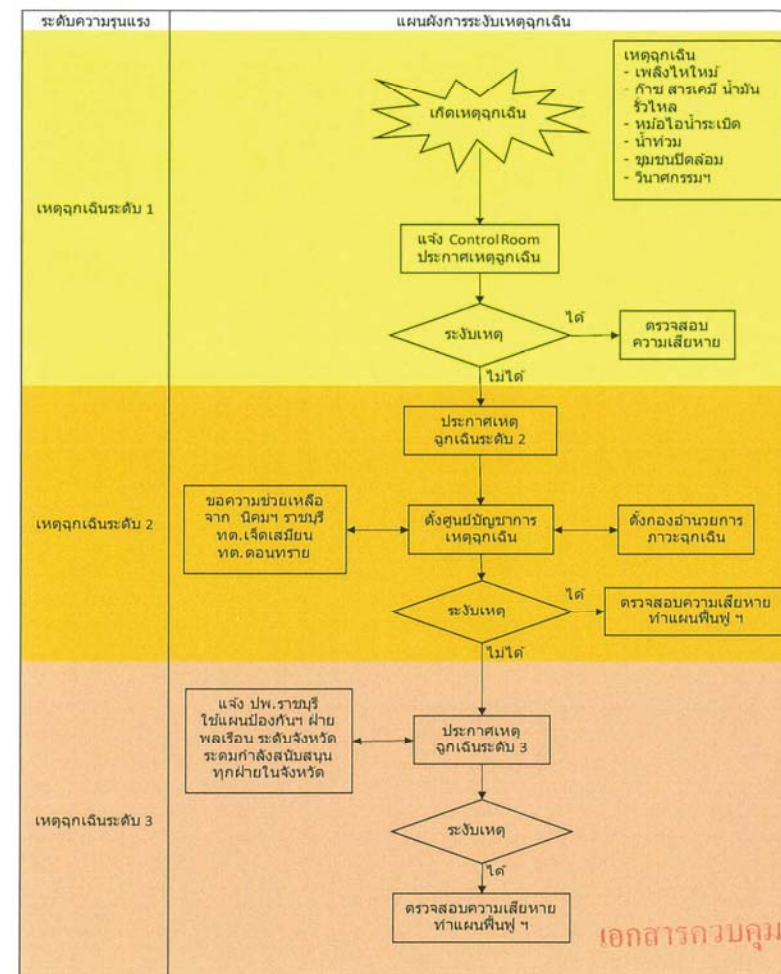 ระดับความรุนแรง
แผนผังการระงับเหตุฉุกเฉิน
เหตุฉุกเฉิน
- เพลิงไหใหม้
- ก๊าซ สารเคมี น้ำมัน
รั่วไหล
- หม้อไอน้ำระเบิด
- น้ำท่วม
- ชุมชนปิดล้อม
- วินาศกรรมฯ
เกิดเหตุฉุกเฉิน
เหตุฉุกเฉินระดับ 1
แจ้ง ControlRoom
ประกาศเหตุฉุกเฉิน
ระงับเหตุ
ได้
ตรวจสอบ
ความเสียหาย
ไม่ได้
ประกาศเหตุ
ฉุกเฉินระดับ 2
เหตุฉุกเฉินระดับ 2
ขอความช่วยเหลือ
จาก นิคมฯ ราชบุรี
ทต.เจ็ดเสมียน
ทต.ดอนทราย
ตั้งศูนย์บัญชาการ
เหตุฉุกเฉิน
ตั้งกองอำนวยการ
ภาวะฉุกเฉิน
ระงับเหตุ
ได้
ตรวจสอบความเสียหาย
ทำแผนฟื้นฟู ฯ
ไม่ได้
แจ้ง ปพ.ราชบุรี
ใช้แผนป้องกันฯ ฝ่าย
พลเรือน ระดับจังหวัด
ระดมกำลังสนับสนุน
ทุกฝ่ายในจังหวัด
ประกาศเหตุ
ฉุกเฉินระดับ 3
เหตุฉุกเฉินระดับ 3
ระงับเหตุ
ได้
ตรวจสอบความเสียหาย
ทำแผนฟื้นฟู ฯ
เอกสารควบคุม